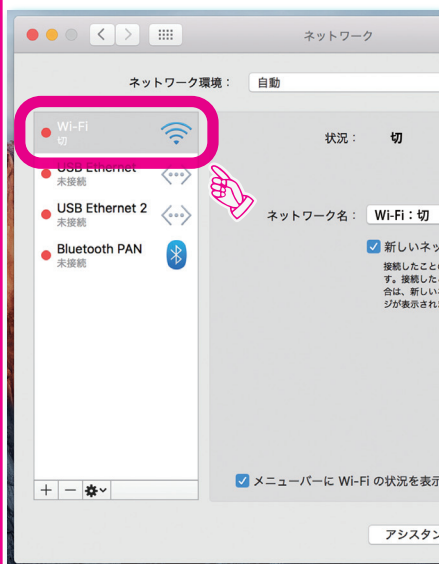 ネットワーク
ネットワーク環境： 自動
Wi-Fi
切
USB Ethernet
未接続
USB Ethernet 2
未接続
Bluetooth PAN
未接続
状況： 切
ネットワーク名： Wi-Fi：切
新しいネッ
接続したことの
す。接続した
合は、新しい
ジが表示され
メニューバーに Wi-Fi の状況を表示
アシスタン